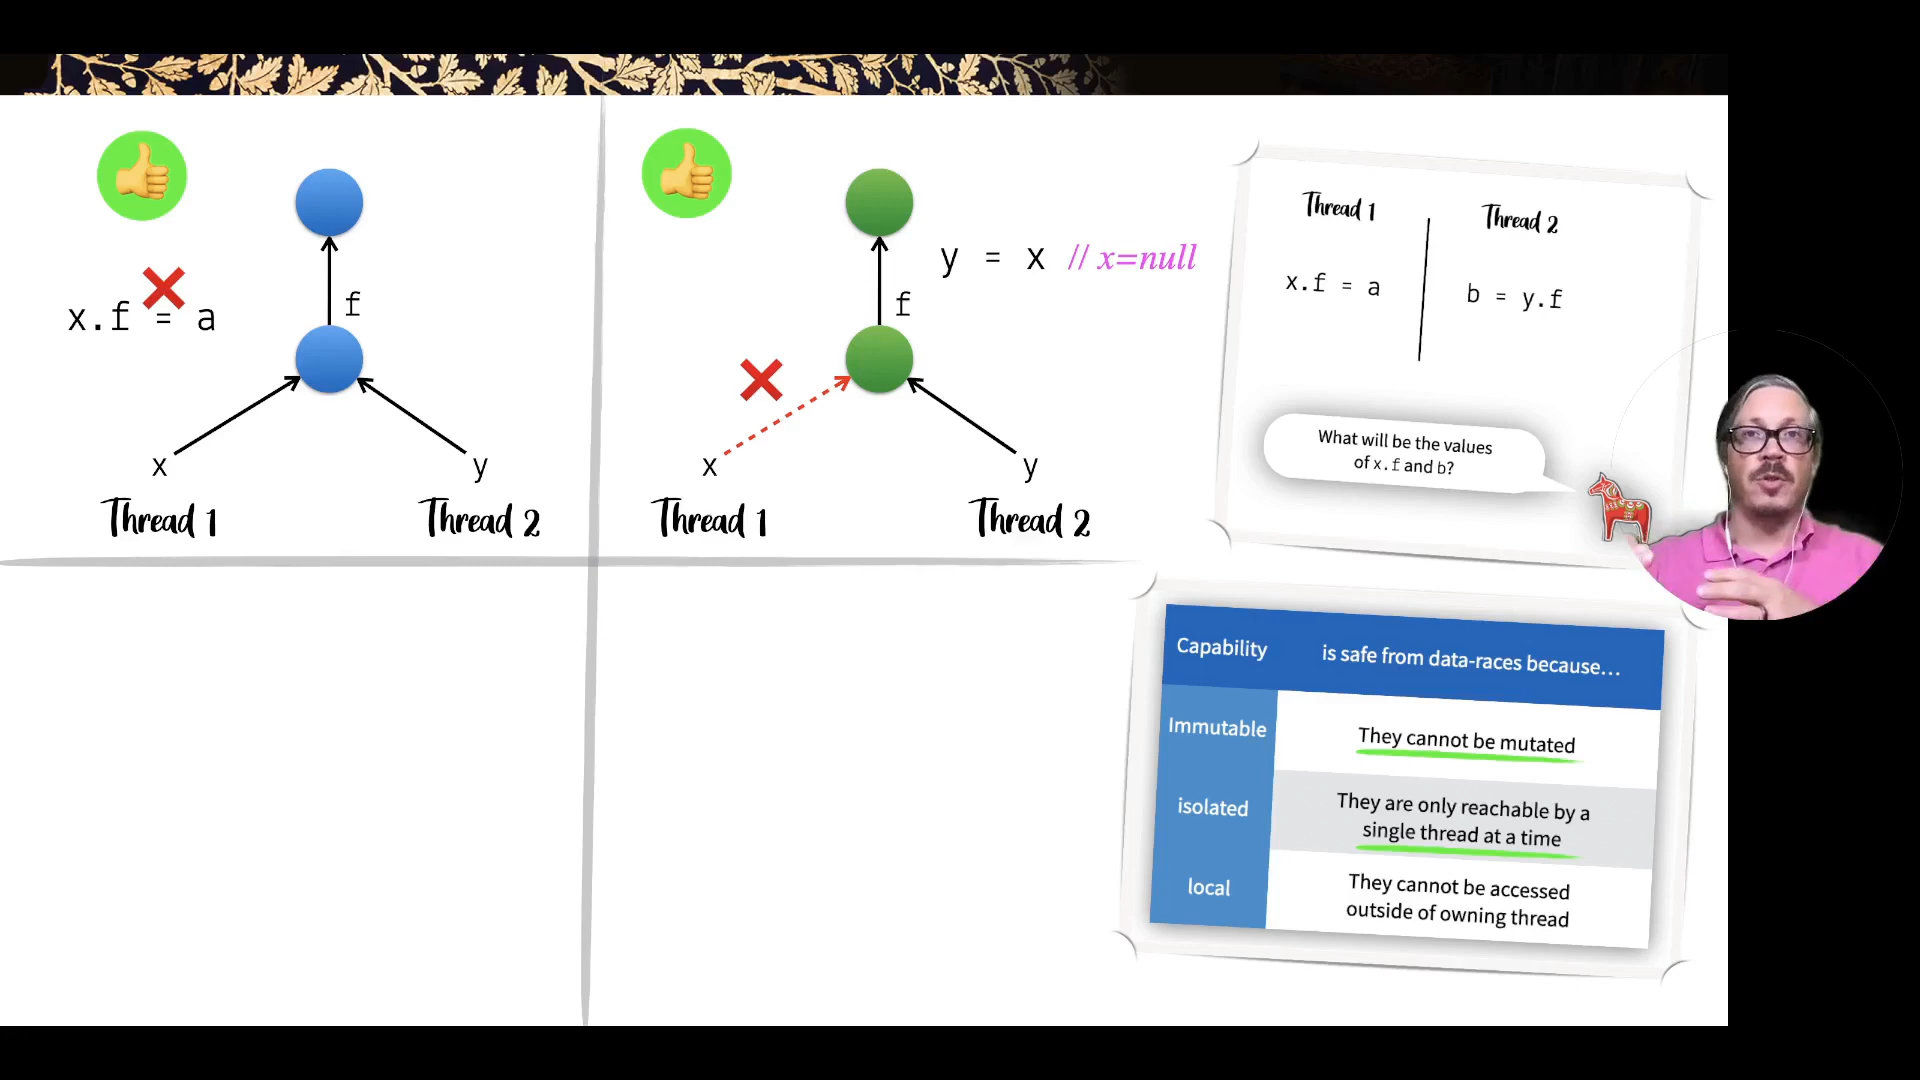 x.f = a
f
x
y
Thread 1
Thread 2
y = x // x=null
f
x
y
Thread 1
Thread 2
Thread 1
Thread 2
x.f = a
b = y.f
What will be the values
of x.f and b?
Capability
is safe from data-races because...
Immutable
They cannot be mutated
isolated
They are only reachable by a
single thread at a time
local
They cannot be accessed
outside of owning thread